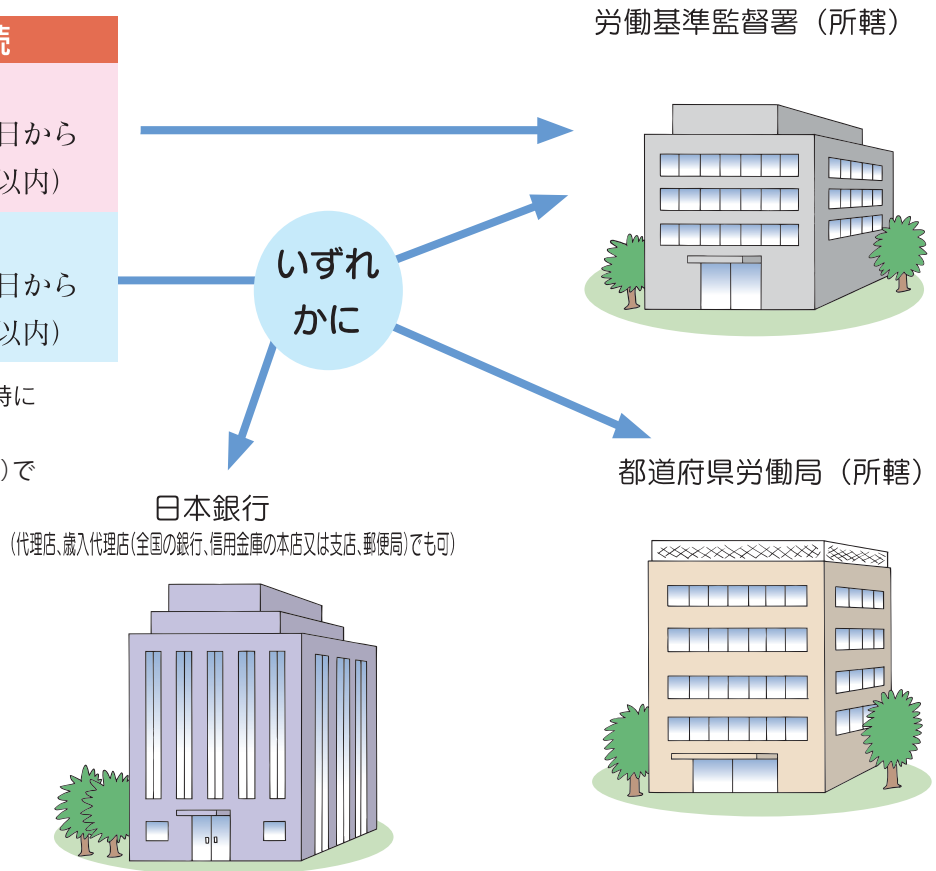 労働基準監督署（所轄）
続
日から
以内）
日から
以内）
いずれ
かに
時に
）で
都道府県労働局（所轄）
日本銀行
（代理店、歳入代理店（全国の銀行、信用金庫の本店又は支店、郵便局）でも可）